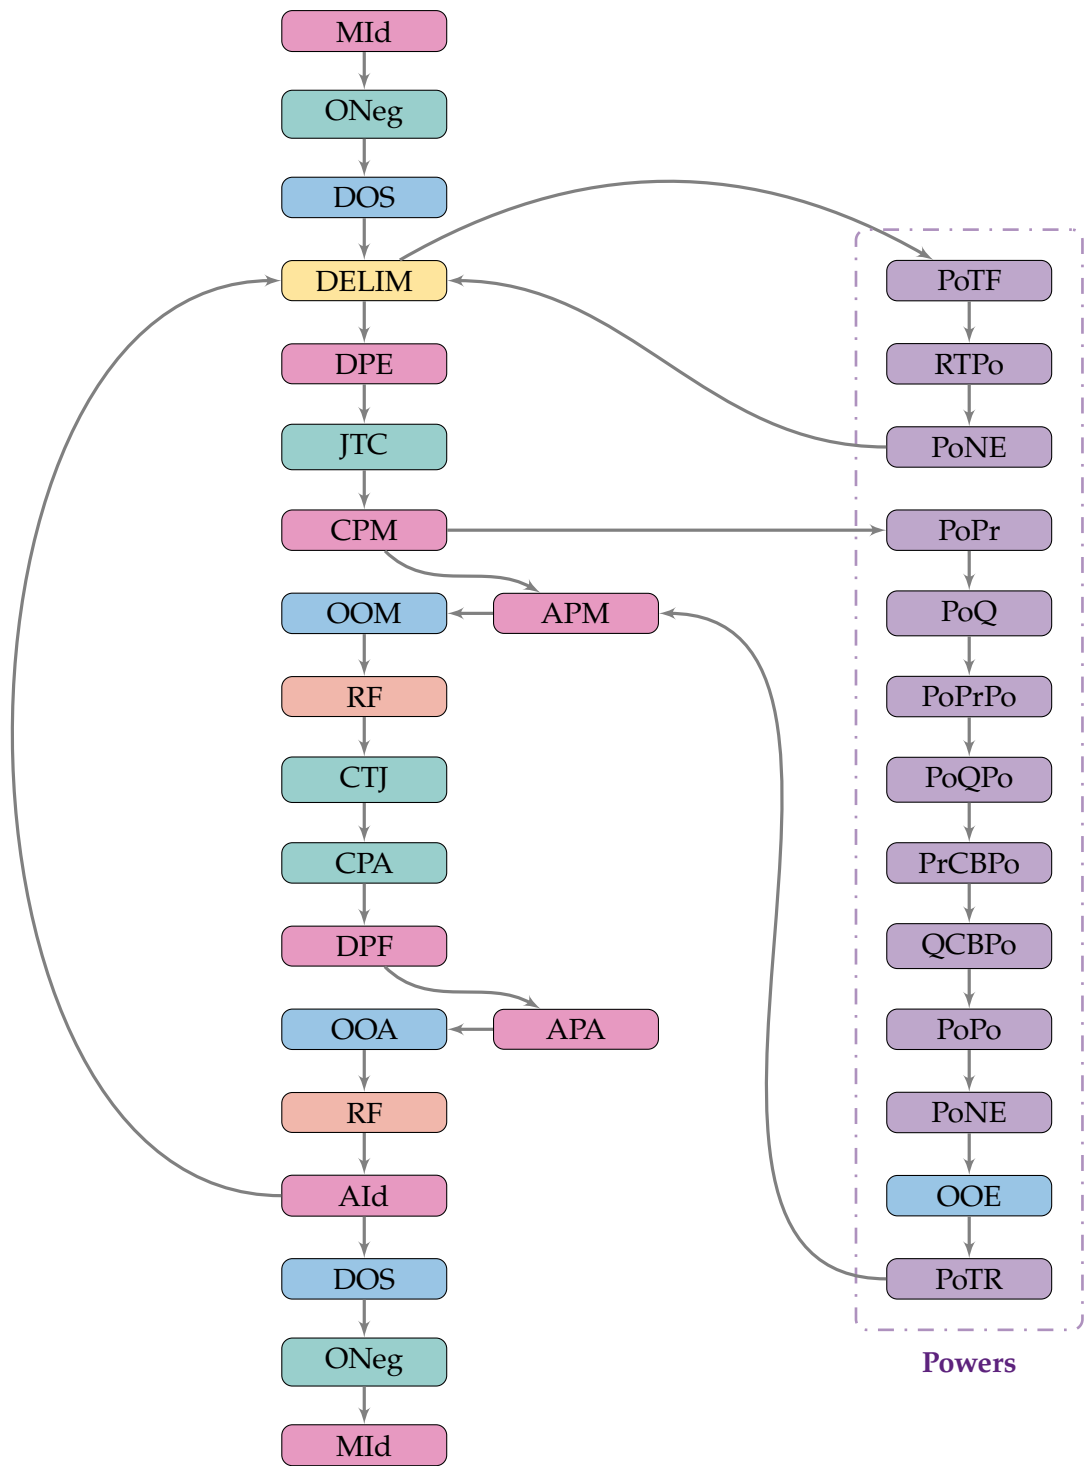 MId
ONeg
DOS
DELIM
DPE
JTC
CPM
OOM
APM
RF
CTJ
CPA
DPF
OOA
APA
RF
AId
DOS
ONeg
MId
PoTF
RTPo
PoNE
PoPr
PoQ
PoPrPo
PoQPo
PrCBPo
QCBPo
PoPo
PoNE
OOE
PoTR
Powers